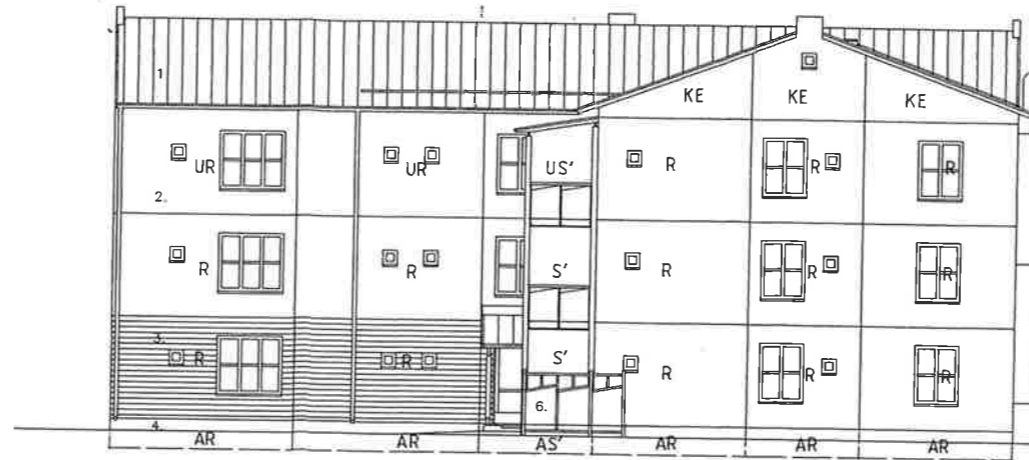 1
KE KE KE
UR UR US' R R R
2.
R R S' R R R
3.
R R S' R R R
6.
4.
AR AR AS' AR AR AR